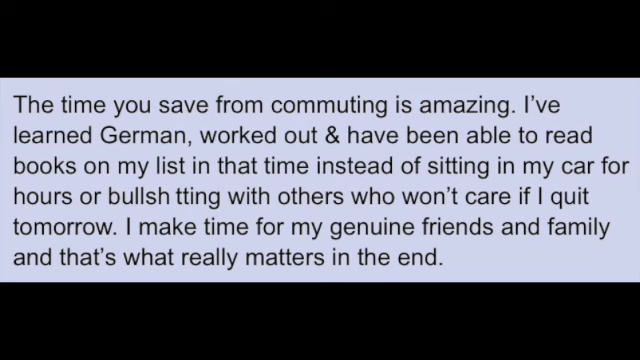 The time you save from commuting is amazing. I've
learned German, worked out & have been able to read
books on my list in that time instead of sitting in my car for
hours or bullsh tting with others who won't care if I quit
tomorrow. I make time for my genuine friends and family
and that's what really matters in the end.